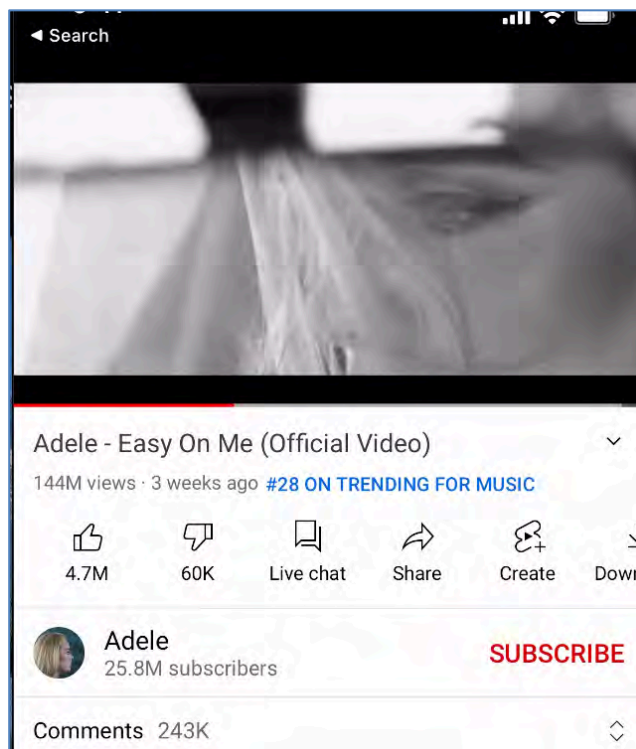 ◀ Search
Adele - Easy On Me (Official Video)
144M views · 3 weeks ago #28 ON TRENDING FOR MUSIC
4.7M 60K Live chat Share Create
Adele
25.8M subscribers
SUBSCRIBE
Comments 243K